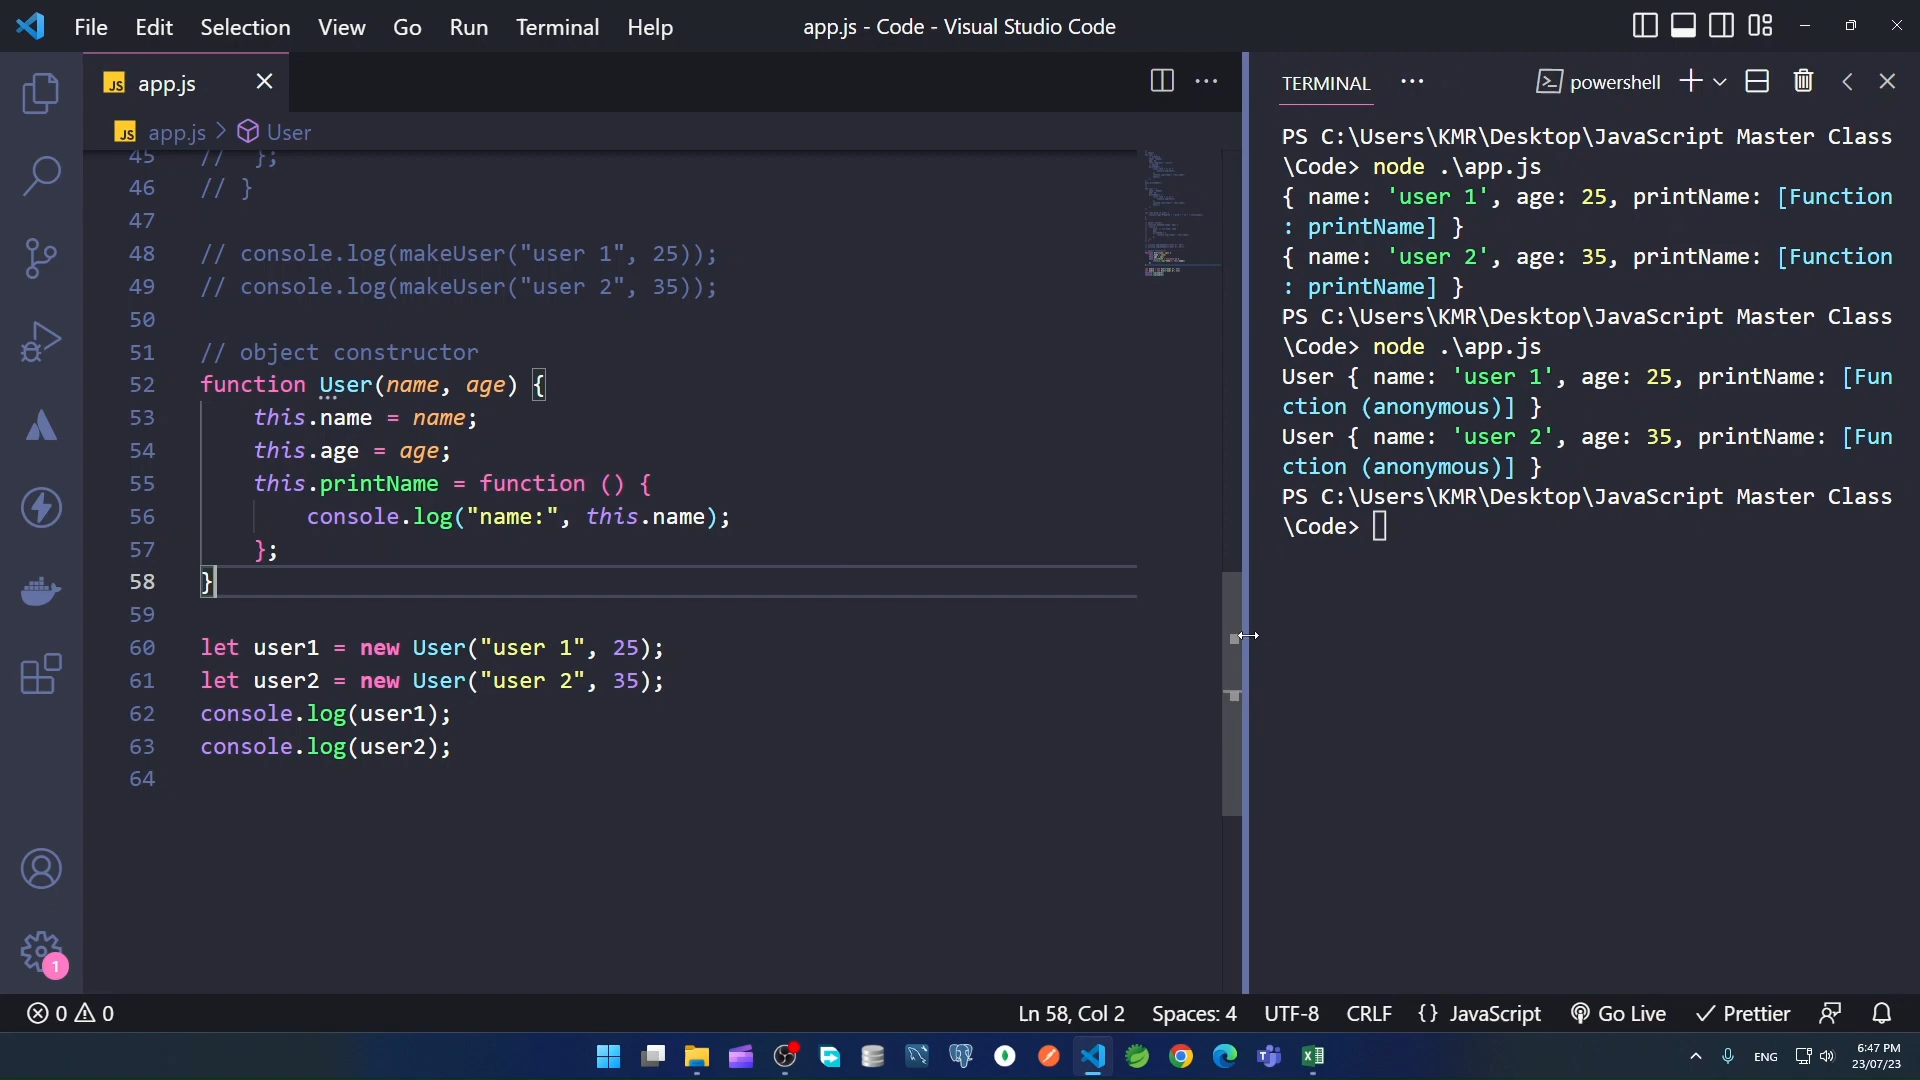 File Edit Selection View Go Run Terminal Help
app.js - Code - Visual Studio Code
JS app.js
JS app.js > User
45 // };
46 // }
47
48 // console.log(makeUser("user 1", 25));
49 // console.log(makeUser("user 2", 35));
50
51 // object constructor
52 function User(name, age) {
53 this.name = name;
54 this.age = age;
55 this.printName = function () {
56 console.log("name:", this.name);
57 };
58 }
59
60 let user1 = new User("user 1", 25);
61 let user2 = new User("user 2", 35);
62 console.log(user1);
63 console.log(user2);
64
TERMINAL
powershell
PS C:\Users\KMR\Desktop\JavaScript Master Class
\Code> node .\app.js
{ name: 'user 1', age: 25, printName: [Function
: printName] }
{ name: 'user 2', age: 35, printName: [Function
: printName] }
PS C:\Users\KMR\Desktop\JavaScript Master Class
\Code> node .\app.js
User { name: 'user 1', age: 25, printName: [Fun
ction (anonymous)] }
User { name: 'user 2', age: 35, printName: [Fun
ction (anonymous)] }
PS C:\Users\KMR\Desktop\JavaScript Master Class
\Code>
1
0 0
Ln 58, Col 2 Spaces: 4 UTF-8 CRLF {} JavaScript Go Live Prettier
ENG
6:47 PM
23/07/23